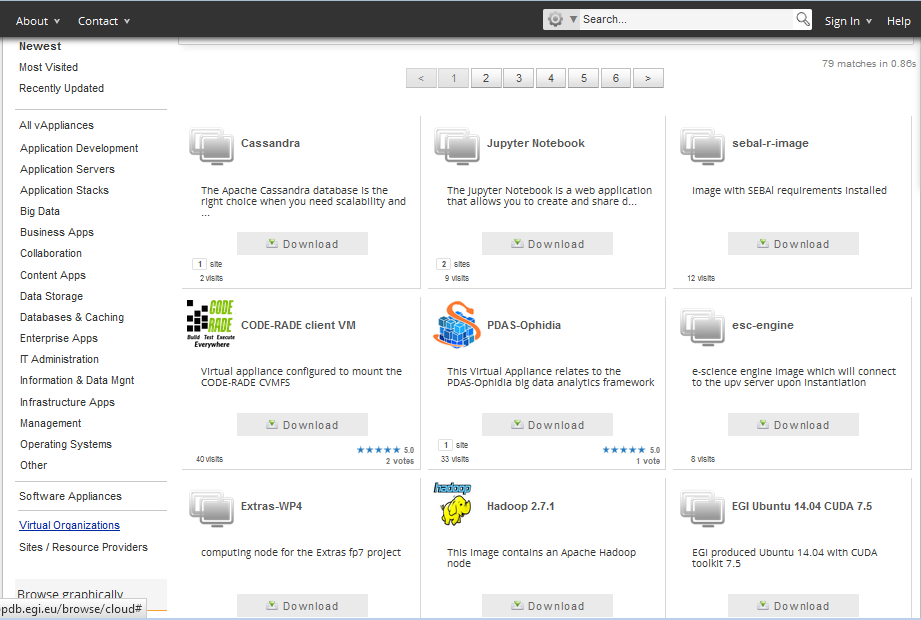 About
Contact
Search...
Sign In
Help
Newest
Most Visited
Recently Updated
All vAppliances
Application Development
Application Servers
Application Stacks
Big Data
Business Apps
Collaboration
Content Apps
Data Storage
Databases & Caching
Enterprise Apps
IT Administration
Information & Data Mgnt
Infrastructure Apps
Management
Operating Systems
Other
Software Appliances
Virtual Organizations
Sites / Resource Providers
Browse graphically
pdb.egi.eu/browse/cloud#
79 matches in 0.86s
< 1 2 3 4 5 6 >
Cassandra
The Apache Cassandra database is the
right choice when you need scalability and
...
Download
1 site
2 visits
Jupyter Notebook
The Jupyter Notebook is a web application
that allows you to create and share d...
Download
2 sites
9 visits
sebal-r-image
Image with SEBAl requirements installed
Download
12 visits
CODE
RADE
Build Test Execute
Everywhere
CODE-RADE client VM
Virtual appliance configured to mount the
CODE-RADE CVMFS
Download
40 visits
5.0
2 votes
PDAS-Ophidia
This Virtual Appliance relates to the
PDAS-Ophidia big data analytics framework
Download
1 site
33 visits
5.0
1 vote
esc-engine
e-science engine image which will connect
to the upv server upon instantiation
Download
8 visits
Extras-WP4
computing node for the Extras fp7 project
Download
hadoop
Hadoop 2.7.1
This image contains an Apache Hadoop
node
Download
EGI Ubuntu 14.04 CUDA 7.5
EGI produced Ubuntu 14.04 with CUDA
toolkit 7.5
Download